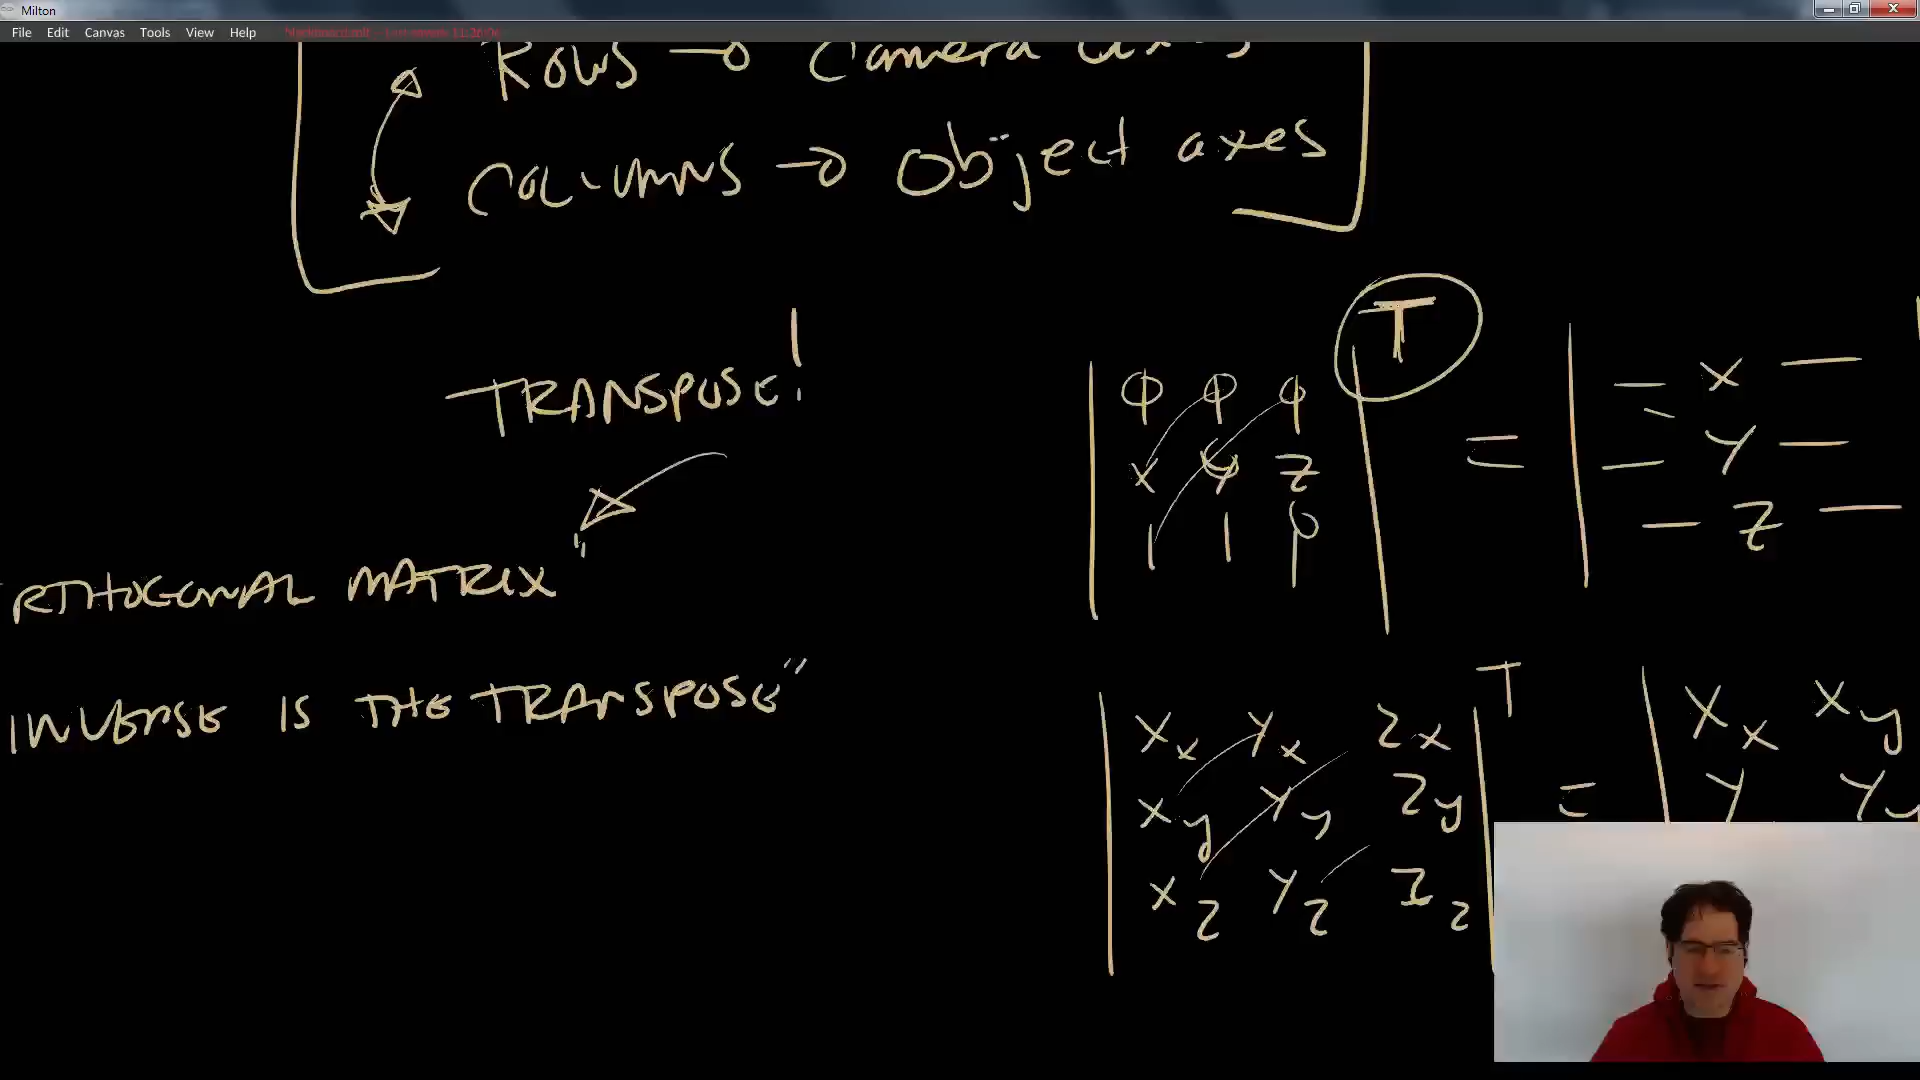 Milton
File Edit Canvas Tools View Help
ROWS → Camera axes
COLUMNS → Object axes
TRANSPOSE!
T
X Y Z
= X Y Z
RTHOGONAL MATRIX
INVERSE IS THE TRANSPOSE"
T
Xx Yx Zx
Xy Yy Zy
Xz Yz Zz
= Xx Xy
Y Yy